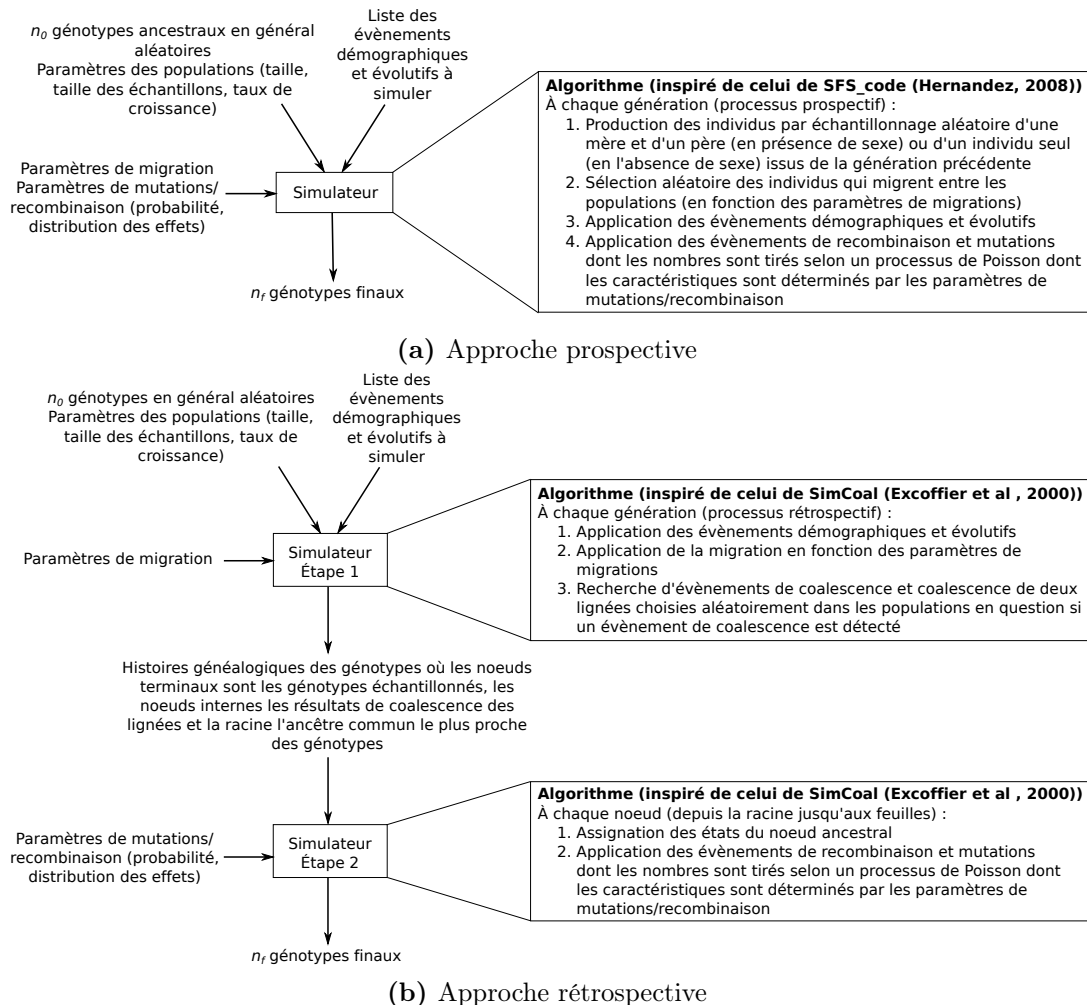 n0 génotypes ancestraux en général
aléatoires
Paramètres des populations (taille,
taille des échantillons, taux de
croissance)
Liste des
évènements
démographiques
et évolutifs à
simuler
Paramètres de migration
Paramètres de mutations/
recombinaison (probabilité,
distribution des effets)
Simulateur
nf génotypes finaux
Algorithme (inspiré de celui de SFS_code (Hernandez, 2008))
À chaque génération (processus prospectif) :
1. Production des individus par échantillonnage aléatoire d'une
mère et d'un père (en présence de sexe) ou d'un individu seul
(en l'absence de sexe) issus de la génération précédente
2. Sélection aléatoire des individus qui migrent entre les
populations (en fonction des paramètres de migrations)
3. Application des évènements démographiques et évolutifs
4. Application des évènements de recombinaison et mutations
dont les nombres sont tirés selon un processus de Poisson dont
les caractéristiques sont déterminés par les paramètres de
mutations/recombinaison
(a) Approche prospective
n0 génotypes en général aléatoires
Paramètres des populations (taille,
taille des échantillons, taux de
croissance)
Liste des
évènements
démographiques
et évolutifs à
simuler
Paramètres de migration
Simulateur
Étape 1
Algorithme (inspiré de celui de SimCoal (Excoffier et al , 2000))
À chaque génération (processus rétrospectif) :
1. Application des évènements démographiques et évolutifs
2. Application de la migration en fonction des paramètres de
migrations
3. Recherche d'évènements de coalescence et coalescence de deux
lignées choisies aléatoirement dans les populations en question si
un évènement de coalescence est détecté
Histoires généalogiques des génotypes où les noeuds
terminaux sont les génotypes échantillonnés, les
noeuds internes les résultats de coalescence des
lignées et la racine l'ancêtre commun le plus proche
des génotypes
Paramètres de mutations/
recombinaison (probabilité,
distribution des effets)
Simulateur
Étape 2
Algorithme (inspiré de celui de SimCoal (Excoffier et al , 2000))
À chaque noeud (depuis la racine jusqu'aux feuilles) :
1. Assignation des états du noeud ancestral
2. Application des évènements de recombinaison et mutations
dont les nombres sont tirés selon un processus de Poisson dont
les caractéristiques sont déterminés par les paramètres de
mutations/recombinaison
nf génotypes finaux
(b) Approche rétrospective